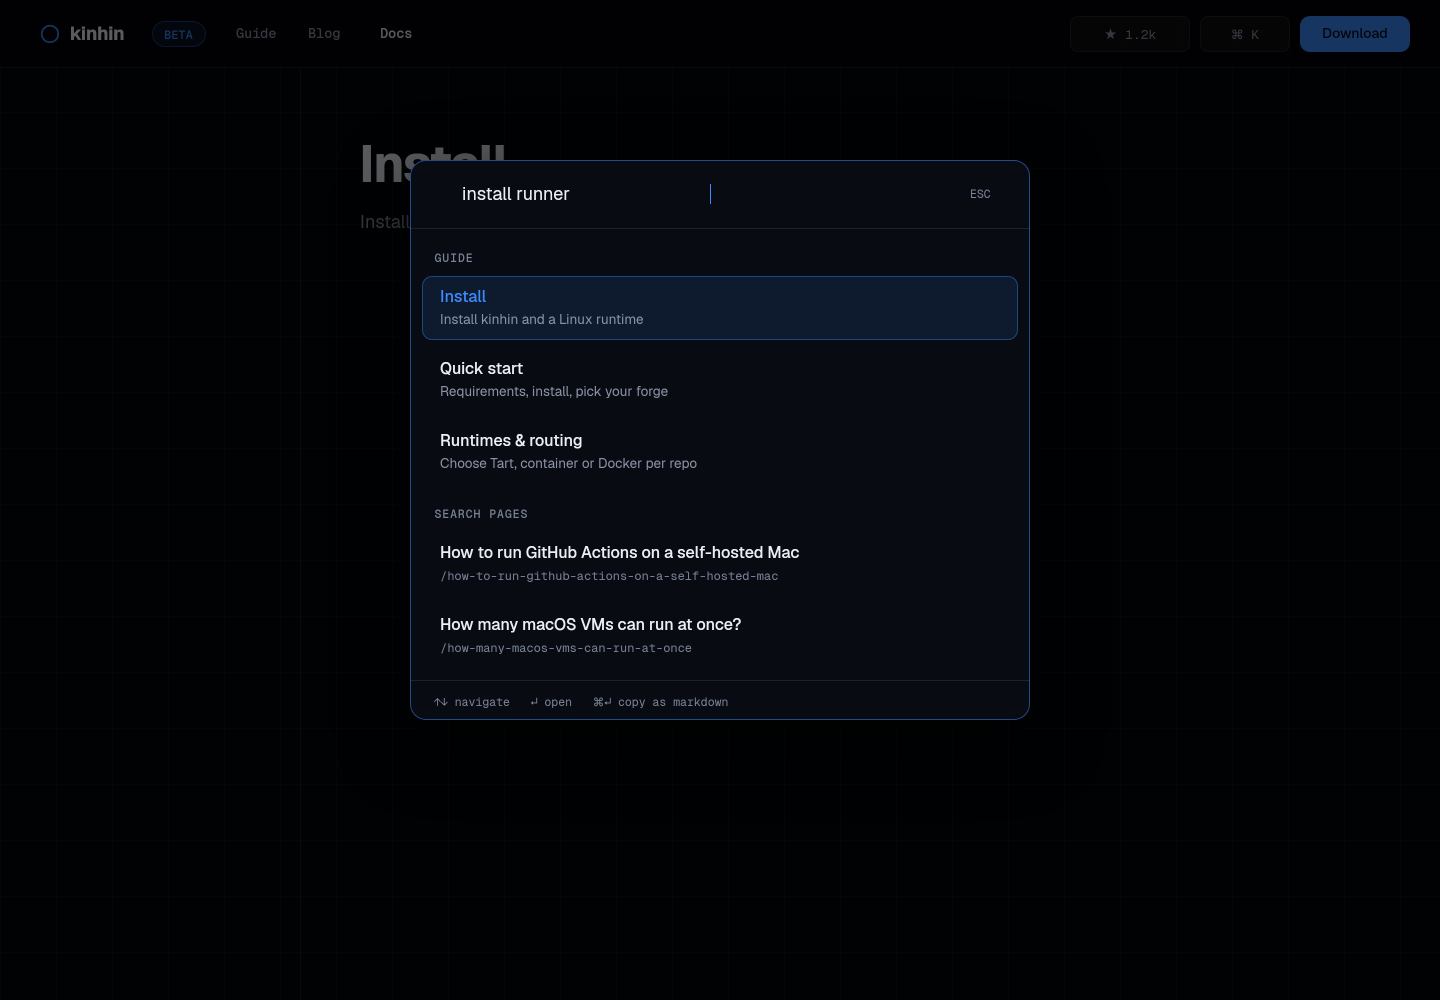 kinhin
BETA
Guide
Blog
Docs
★ 1.2k
⌘ K
Download
Install
Install
install runner
ESC
GUIDE
Install
Install kinhin and a Linux runtime
Quick start
Requirements, install, pick your forge
Runtimes & routing
Choose Tart, container or Docker per repo
SEARCH PAGES
How to run GitHub Actions on a self-hosted Mac
/how-to-run-github-actions-on-a-self-hosted-mac
How many macOS VMs can run at once?
/how-many-macos-vms-can-run-at-once
↑↓ navigate
↵ open
⌘↵ copy as markdown